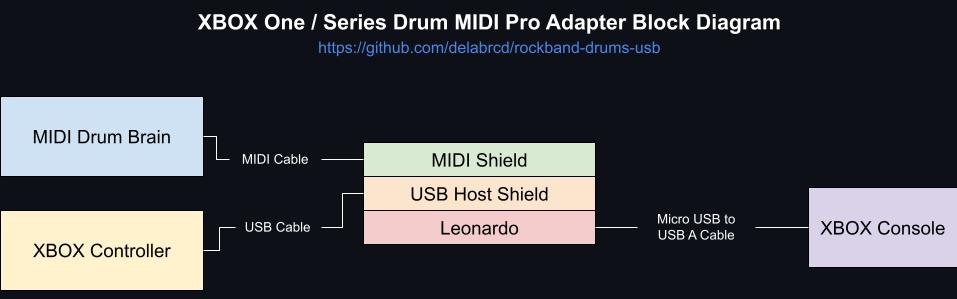 XBOX One / Series Drum MIDI Pro Adapter Block Diagram
https://github.com/delabrcd/rockband-drums-usb
MIDI Drum Brain
MIDI Cable
MIDI Shield
USB Host Shield
XBOX Controller
USB Cable
Leonardo
Micro USB to
USB A Cable
XBOX Console